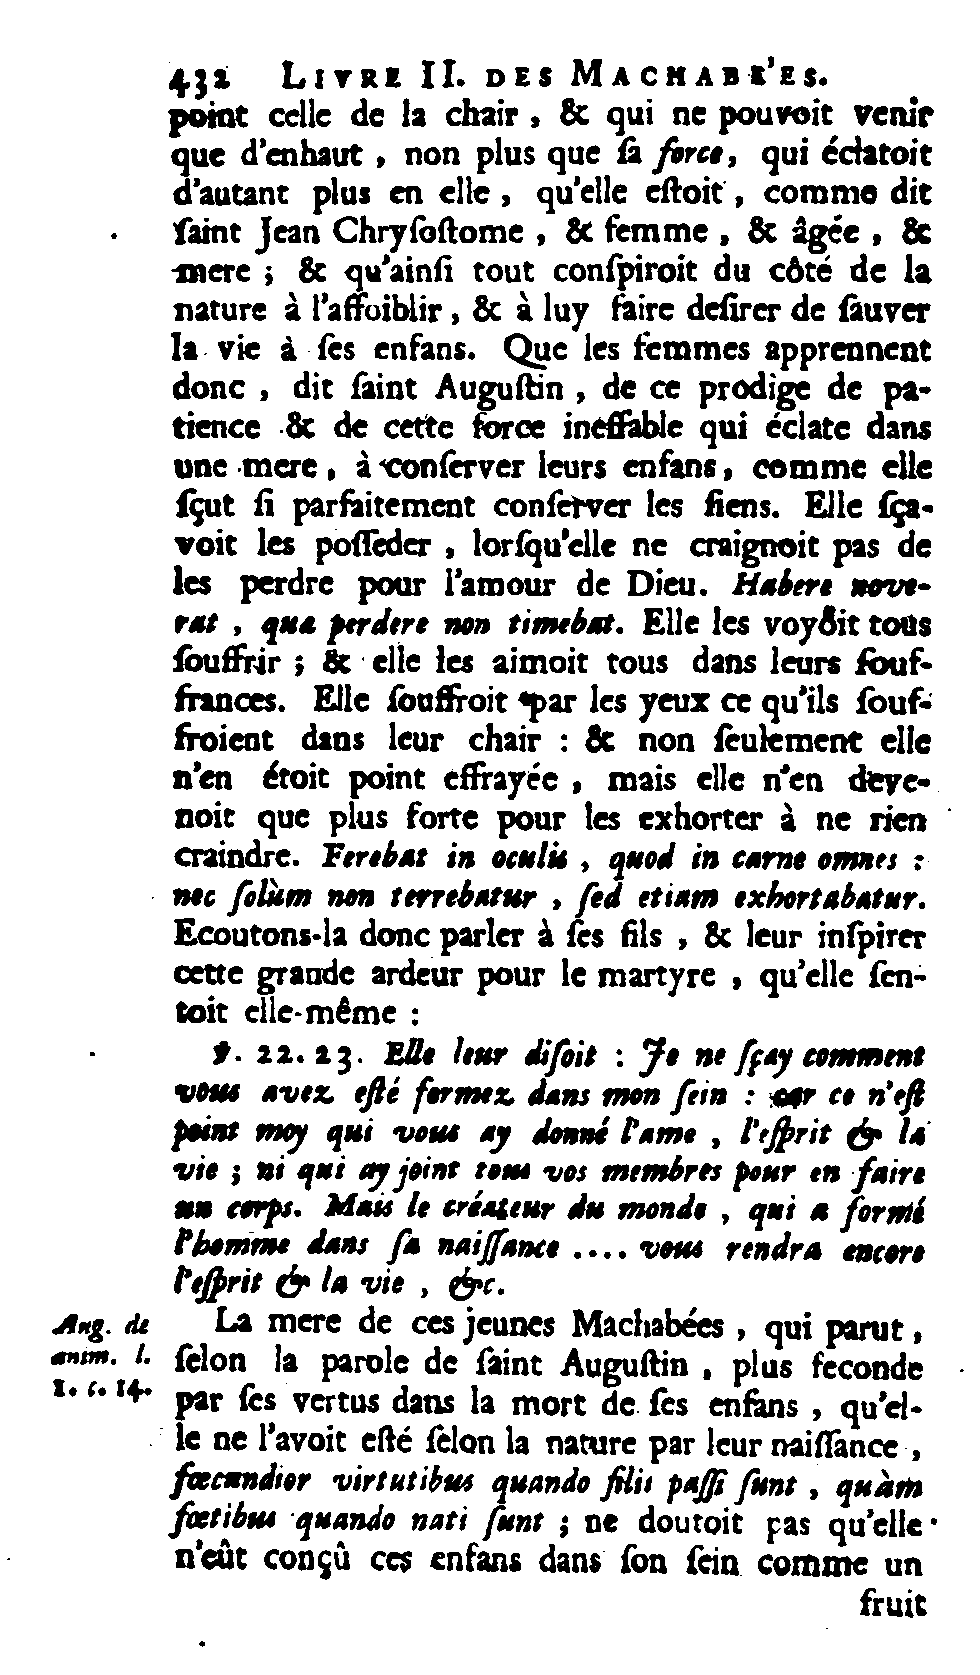 432 LIVRE II. DES MACHABE'ES.
point celle de la chair, & qui ne pouvoit venir
que d'enhaut, non plus que ſa force, qui éclatoit
d'autant plus en elle, qu'elle eſtoit, comme dit
ſaint Jean Chryſoſtome, & femme, & âgée, &
mere; & qu'ainſi tout conſpiroit du côté de la
nature à l'affoiblir, & à luy faire deſirer de ſauver
la vie à ſes enfans. Que les femmes apprennent
donc, dit ſaint Auguſtin, de ce prodige de pa-
tience & de cette force ineffable qui éclate dans
une mere, à conſerver leurs enfans, comme elle
ſçut ſi parfaitement conſerver les ſiens. Elle ſça-
voit les poſſeder, lorſqu'elle ne craignoit pas de
les perdre pour l'amour de Dieu. Habere nove-
rat, qua perdere non timebat. Elle les voyoit tous
ſouffrir; & elle les aimoit tous dans leurs ſouf-
frances. Elle ſouffroit par les yeux ce qu'ils ſouf-
froient dans leur chair : & non ſeulement elle
n'en étoit point effrayée, mais elle n'en deve-
noit que plus forte pour les exhorter à ne rien
craindre. Ferebat in oculis, quod in carne omnes :
nec ſolùm non terrebatur, ſed etiam exhortabatur.
Ecoutons-la donc parler à ſes fils, & leur inſpirer
cette grande ardeur pour le martyre, qu'elle ſen-
toit elle-même :
℣. 22. 23. Elle leur diſoit : Je ne ſçay comment
vous avez eſté formez dans mon ſein : car ce n'eſt
point moy qui vous ay donné l'ame, l'eſprit & la
vie; ni qui ay joint tous vos membres pour en faire
un corps. Mais le créateur du monde, qui a formé
l'homme dans ſa naiſſance .... vous rendra encore
l'eſprit & la vie, &c.
La mere de ces jeunes Machabées, qui parut,
ſelon la parole de ſaint Auguſtin, plus feconde
par ſes vertus dans la mort de ſes enfans, qu'el-
le ne l'avoit eſté ſelon la nature par leur naiſſance,
fœcundior virtutibus quando filii paſſi ſunt, quàm
fœtibus quando nati ſunt; ne doutoit pas qu'elle
n'eût conçû ces enfans dans ſon ſein comme un
fruit
Aug. de
anim. l.
1. c. 14.